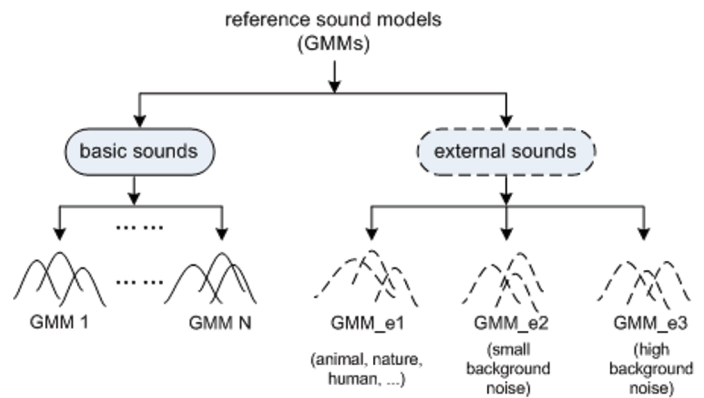 reference sound models
(GMMs)
basic sounds
external sounds
... ...
... ...
GMM 1
GMM N
GMM_e1
GMM_e2
GMM_e3
(animal, nature,
human, ...)
(small
background
noise)
(high
background
noise)